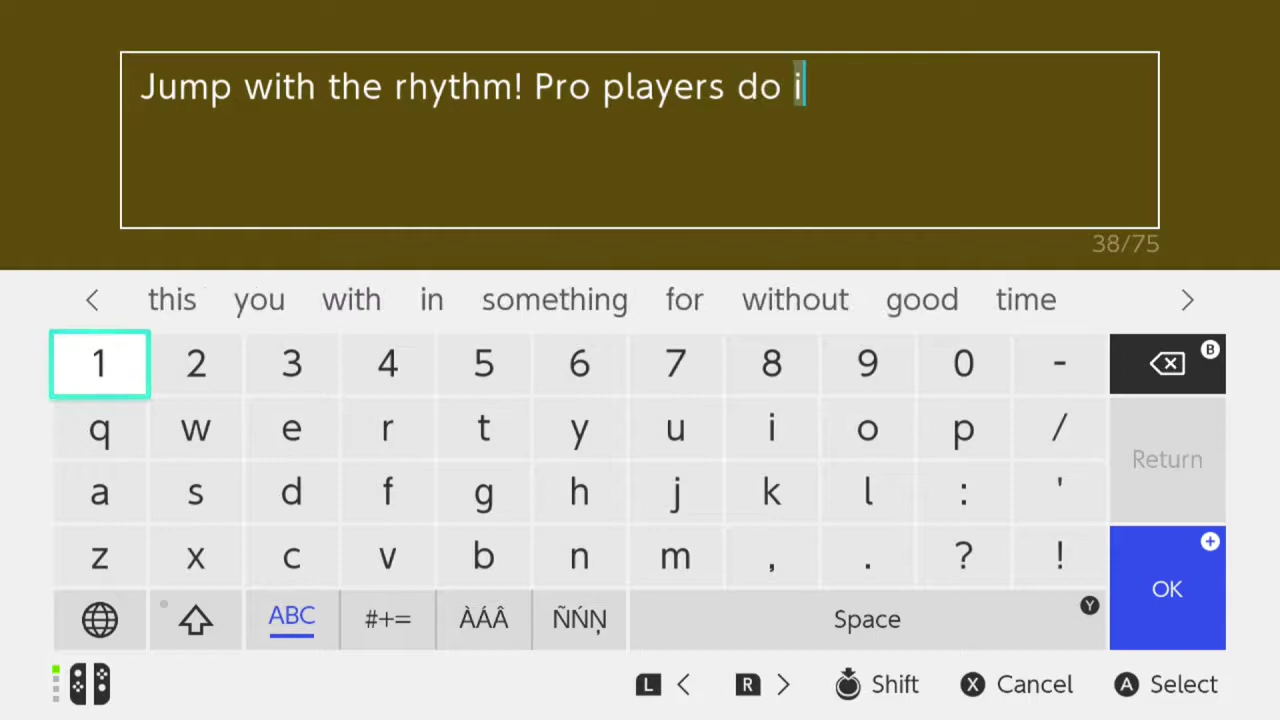 Jump with the rhythm! Pro players do i
38/75
< this you with in something for without good time >
1 2 3 4 5 6 7 8 9 0 - B
q w e r t y u i o p / Return
a s d f g h j k l : '
z x c v b n m , . ? ! + OK
ABC #+= ÀÁÂ ÑŃŅ Space Y
L < R > Shift X Cancel A Select